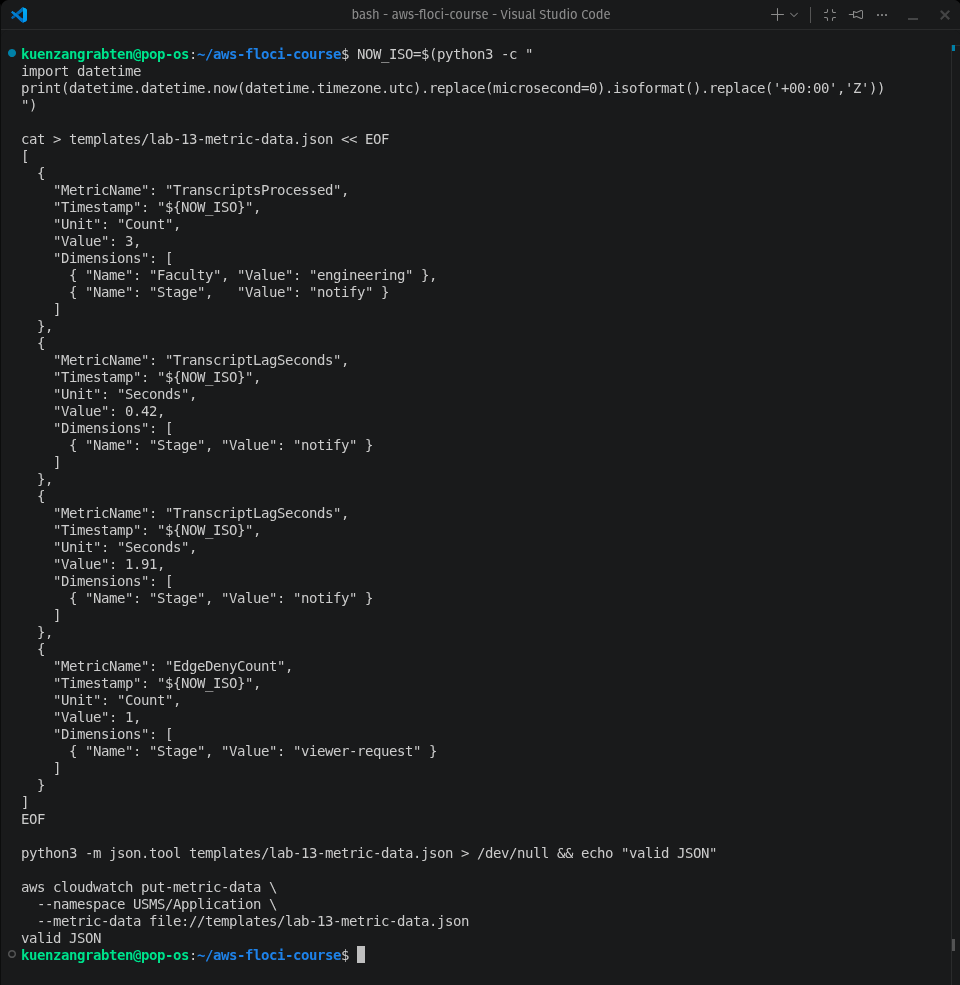 bash - aws-floci-course - Visual Studio Code
kuenzangrabten@pop-os:~/aws-floci-course$ NOW_ISO=$(python3 -c "
import datetime
print(datetime.datetime.now(datetime.timezone.utc).replace(microsecond=0).isoformat().replace('+00:00','Z'))
")

cat > templates/lab-13-metric-data.json << EOF
[
  {
    "MetricName": "TranscriptsProcessed",
    "Timestamp": "${NOW_ISO}",
    "Unit": "Count",
    "Value": 3,
    "Dimensions": [
      { "Name": "Faculty", "Value": "engineering" },
      { "Name": "Stage",   "Value": "notify" }
    ]
  },
  {
    "MetricName": "TranscriptLagSeconds",
    "Timestamp": "${NOW_ISO}",
    "Unit": "Seconds",
    "Value": 0.42,
    "Dimensions": [
      { "Name": "Stage", "Value": "notify" }
    ]
  },
  {
    "MetricName": "TranscriptLagSeconds",
    "Timestamp": "${NOW_ISO}",
    "Unit": "Seconds",
    "Value": 1.91,
    "Dimensions": [
      { "Name": "Stage", "Value": "notify" }
    ]
  },
  {
    "MetricName": "EdgeDenyCount",
    "Timestamp": "${NOW_ISO}",
    "Unit": "Count",
    "Value": 1,
    "Dimensions": [
      { "Name": "Stage", "Value": "viewer-request" }
    ]
  }
]
EOF

python3 -m json.tool templates/lab-13-metric-data.json > /dev/null && echo "valid JSON"

aws cloudwatch put-metric-data \
  --namespace USMS/Application \
  --metric-data file://templates/lab-13-metric-data.json
valid JSON
kuenzangrabten@pop-os:~/aws-floci-course$